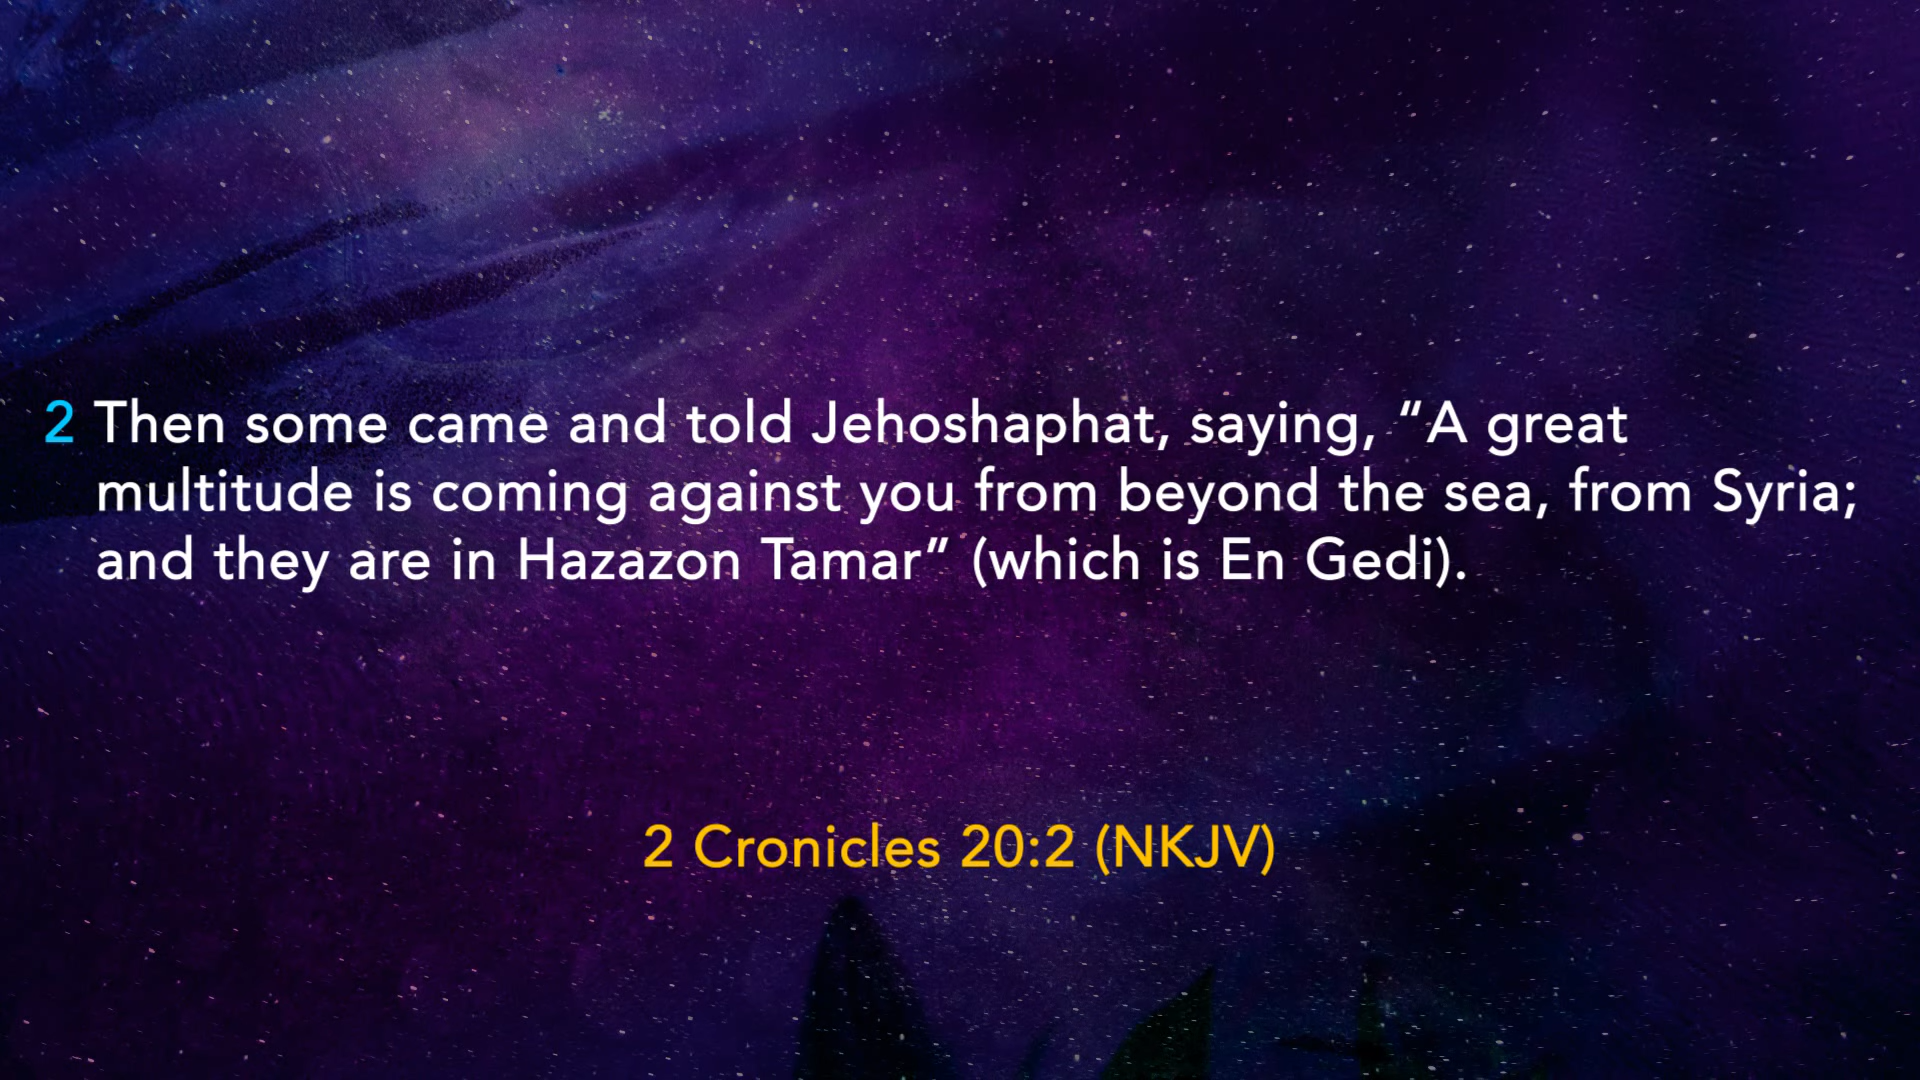 2 Then some came and told Jehoshaphat, saying, “A great
multitude is coming against you from beyond the sea, from Syria;
and they are in Hazazon Tamar” (which is En Gedi).
2 Cronicles 20:2 (NKJV)